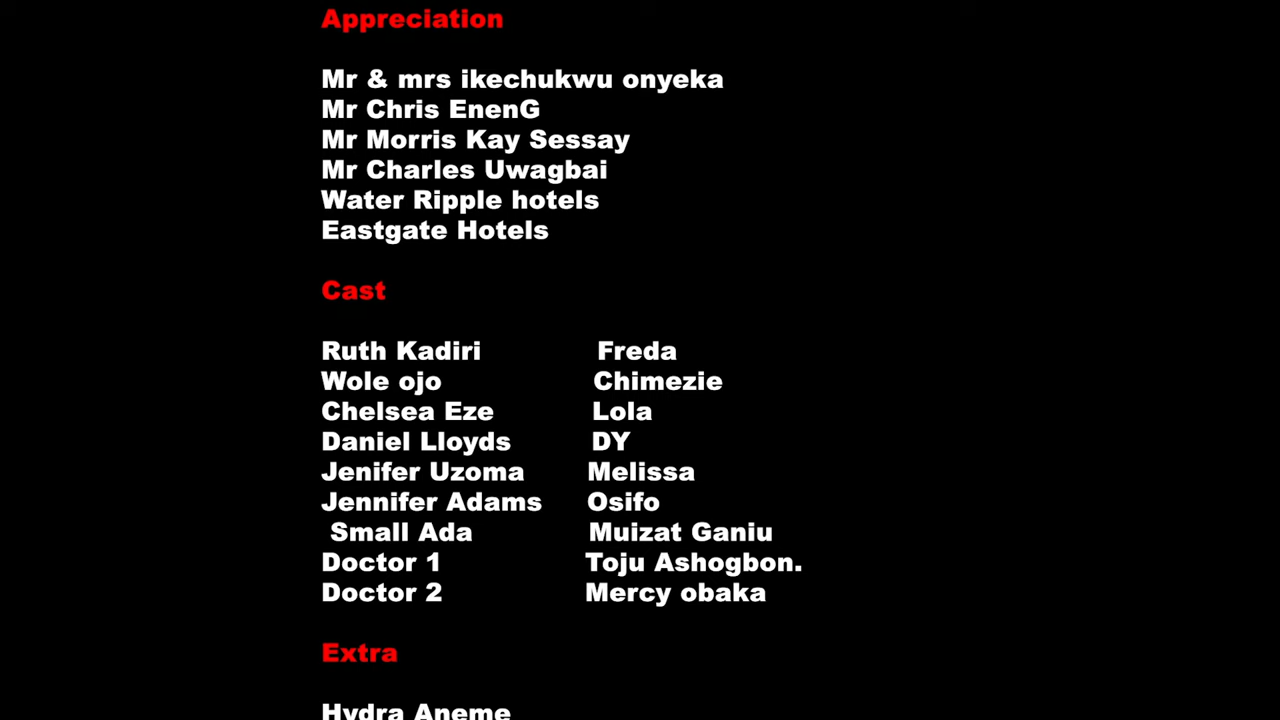 Appreciation
Mr & mrs ikechukwu onyeka
Mr Chris EnenG
Mr Morris Kay Sessay
Mr Charles Uwagbai
Water Ripple hotels
Eastgate Hotels
Cast
Ruth Kadiri Freda
Wole ojo Chimezie
Chelsea Eze Lola
Daniel Lloyds DY
Jenifer Uzoma Melissa
Jennifer Adams Osifo
Small Ada Muizat Ganiu
Doctor 1 Toju Ashogbon.
Doctor 2 Mercy obaka
Extra
Hydra Aneme